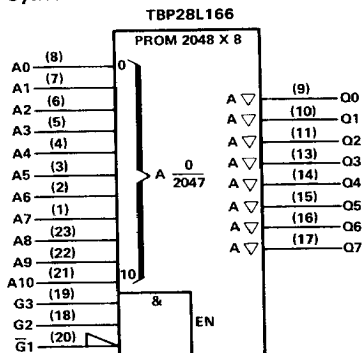 TBP28L166
PROM 2048 X 8
A0 (8) 0
A1 (7)
A2 (6)
A3 (5)
A4 (4)
A5 (3)
A6 (2)
A7 (1)
A8 (23)
A9 (22)
A10 (21) 10
A 0
2047
G3 (19)
G2 (18)
G1 (20)
&
EN
A ▽ (9) Q0
A ▽ (10) Q1
A ▽ (11) Q2
A ▽ (13) Q3
A ▽ (14) Q4
A ▽ (15) Q5
A ▽ (16) Q6
A ▽ (17) Q7